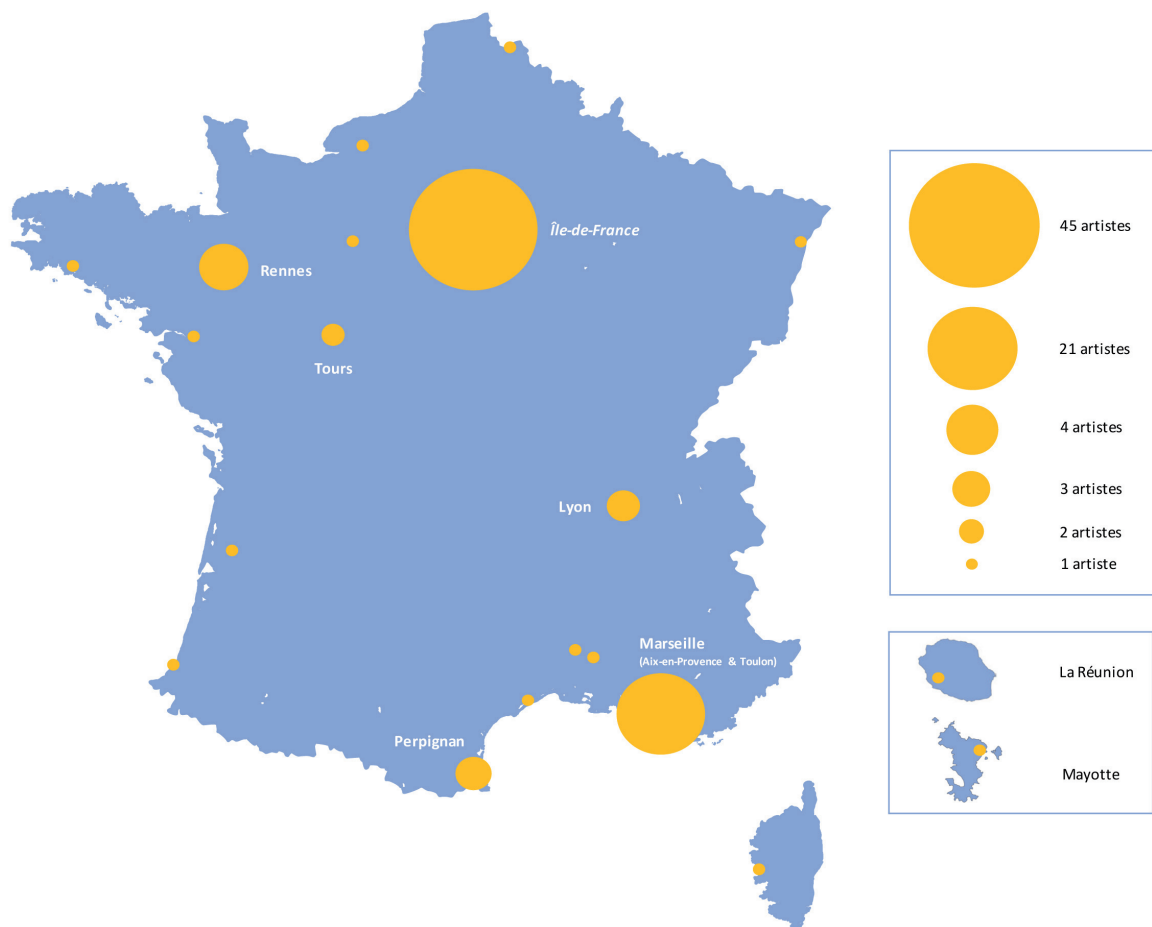 Île-de-France
Rennes
Tours
Lyon
Marseille
(Aix-en-Provence & Toulon)
Perpignan
45 artistes
21 artistes
4 artistes
3 artistes
2 artistes
1 artiste
La Réunion
Mayotte